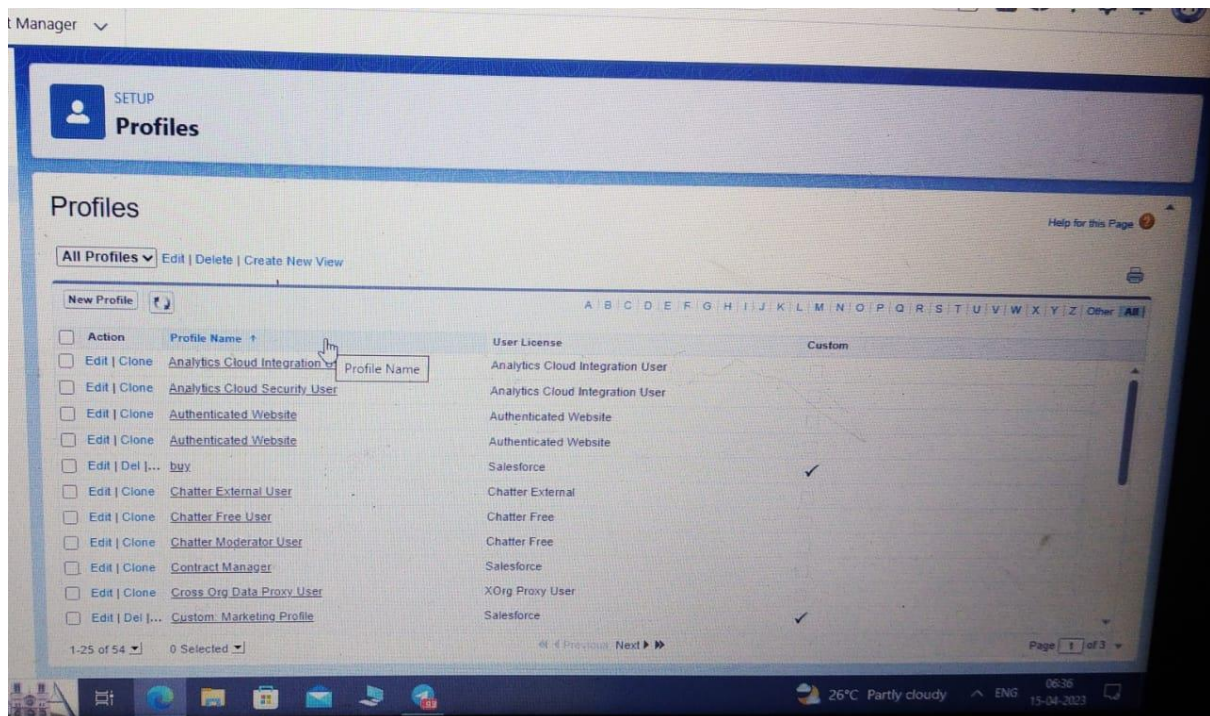 t Manager
SETUP
Profiles
Profiles
Help for this Page
All Profiles Edit | Delete | Create New View
New Profile
A B C D E F G H I J K L M N O P Q R S T U V W X Y Z Other All
Action Profile Name ↑ User License Custom
Edit | Clone Analytics Cloud Integration Analytics Cloud Integration User
Profile Name
Edit | Clone Analytics Cloud Security User Analytics Cloud Integration User
Edit | Clone Authenticated Website Authenticated Website
Edit | Clone Authenticated Website Authenticated Website
Edit | Del |... buy Salesforce ✓
Edit | Clone Chatter External User Chatter External
Edit | Clone Chatter Free User Chatter Free
Edit | Clone Chatter Moderator User Chatter Free
Edit | Clone Contract Manager Salesforce
Edit | Clone Cross Org Data Proxy User XOrg Proxy User
Edit | Del |... Custom: Marketing Profile Salesforce ✓
1-25 of 54 0 Selected Previous Next Page 1 of 3
26°C Partly cloudy ENG 06:36
15-04-2023